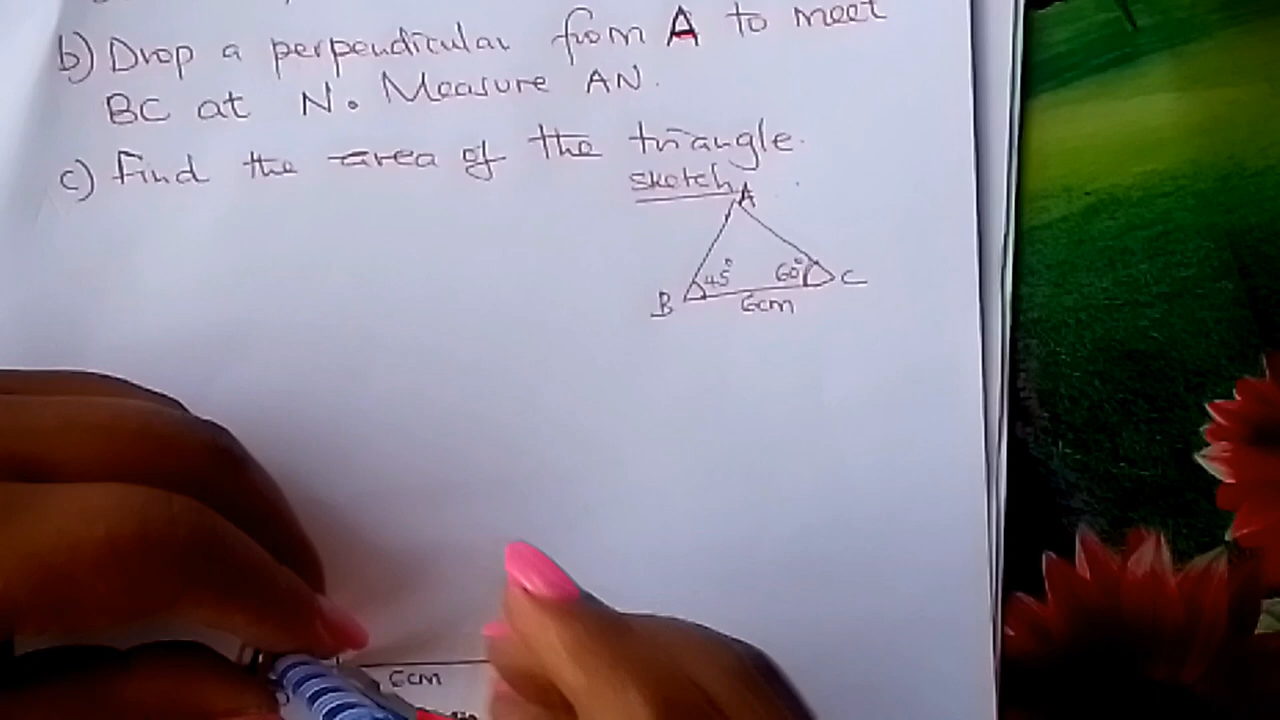 b) Drop a perpendicular from A to meet
BC at N. Measure AN.
c) Find the area of the triangle.
sketch
A
45° 60°
B C
6cm
6cm